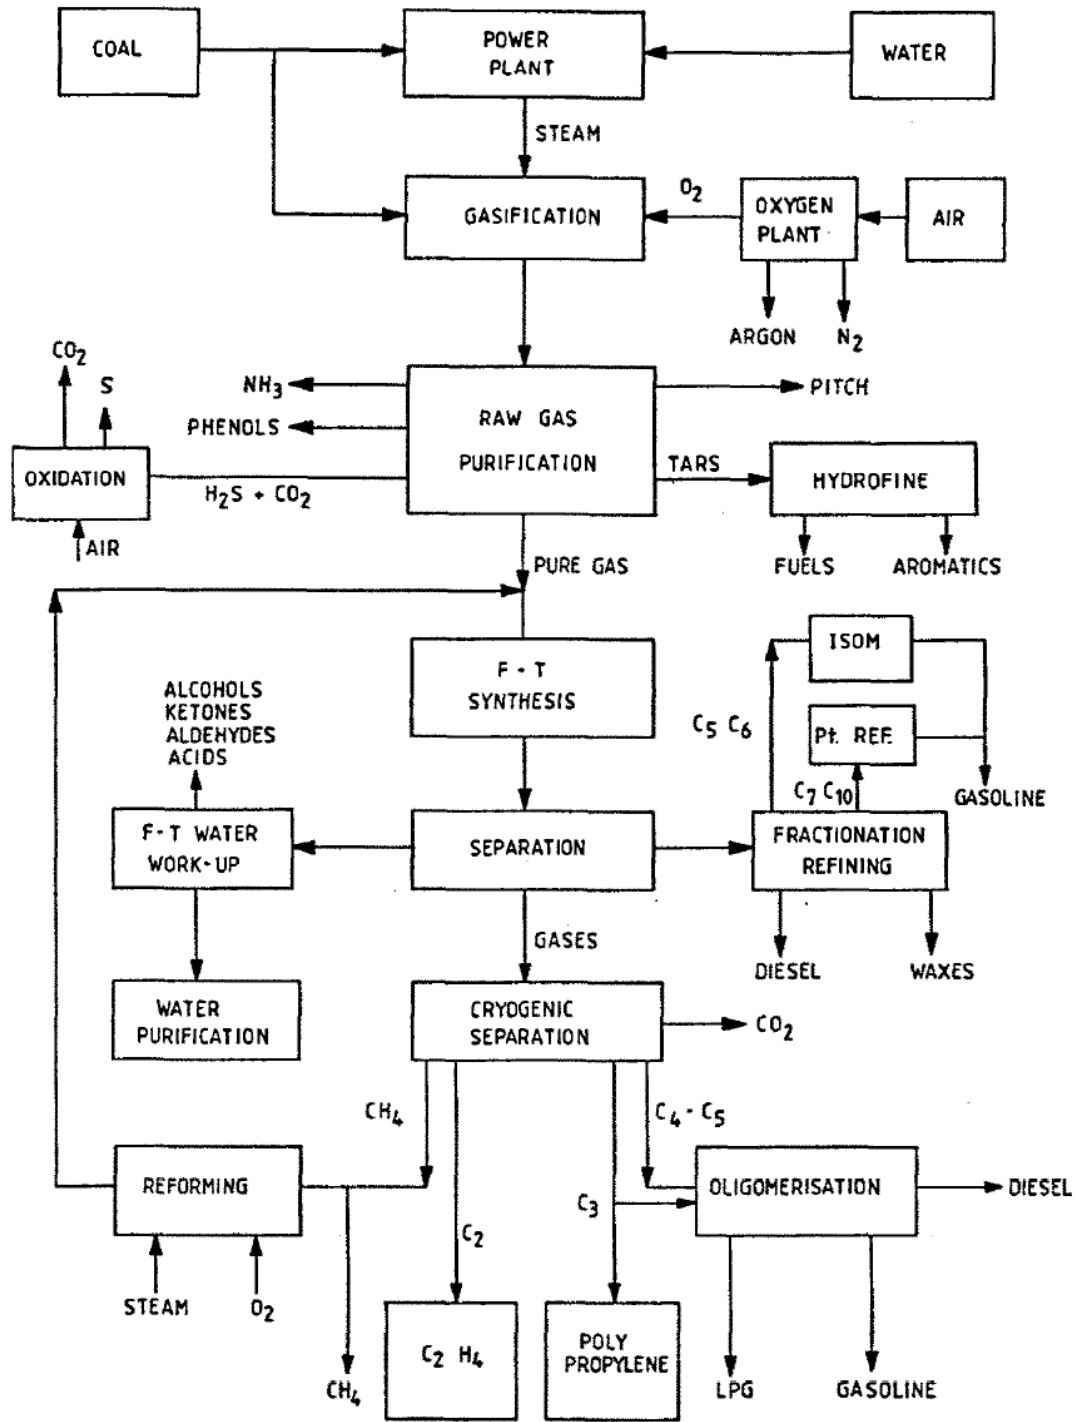 COAL
POWER
PLANT
WATER
STEAM
GASIFICATION
O2
OXYGEN
PLANT
AIR
ARGON
N2
CO2
S
NH3
PHENOLS
RAW GAS
PURIFICATION
PITCH
OXIDATION
H2S + CO2
TARS
HYDROFINE
AIR
PURE GAS
FUELS
AROMATICS
F - T
SYNTHESIS
ISOM
ALCOHOLS
KETONES
ALDEHYDES
ACIDS
C5 C6
Pt. REF.
C7 C10
GASOLINE
F-T WATER
WORK-UP
SEPARATION
FRACTIONATION
REFINING
GASES
DIESEL
WAXES
WATER
PURIFICATION
CRYOGENIC
SEPARATION
CO2
CH4
C4 - C5
REFORMING
OLIGOMERISATION
DIESEL
C3
C2
STEAM
O2
CH4
C2 H4
POLY
PROPYLENE
LPG
GASOLINE